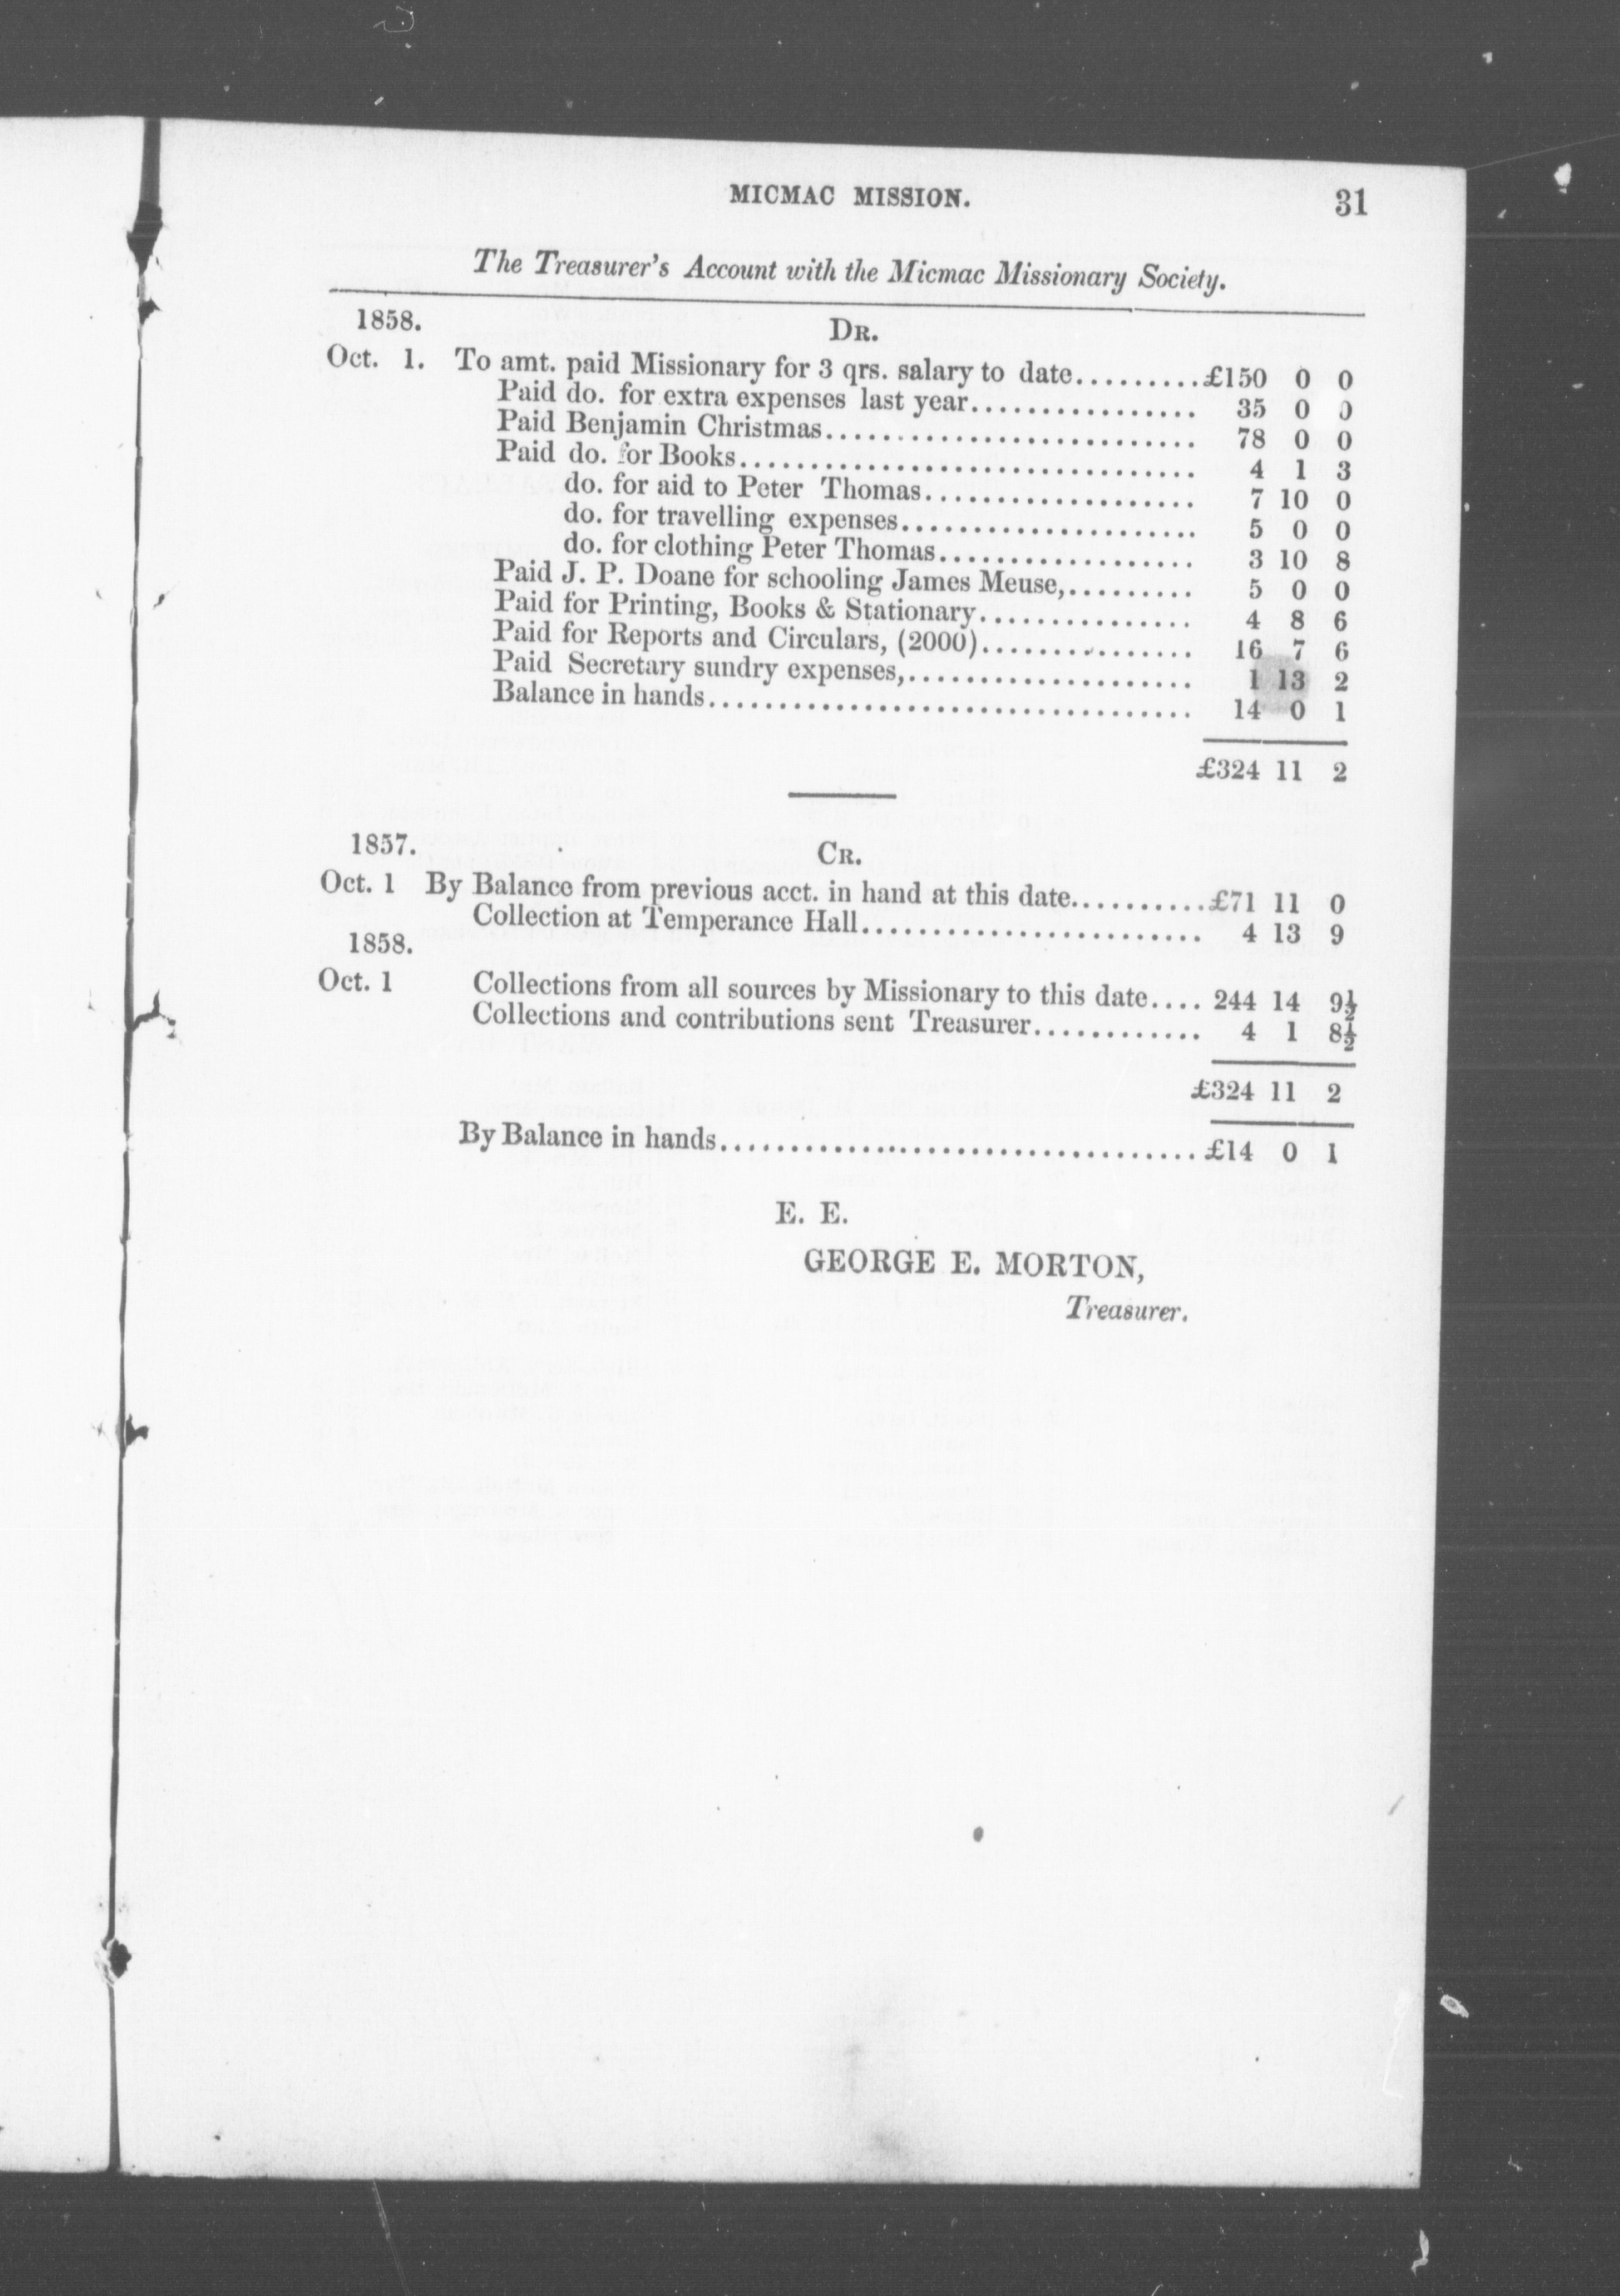 MICMAC MISSION. 31
The Treasurer's Account with the Micmac Missionary Society.
1858. DR.
Oct. 1. To amt. paid Missionary for 3 qrs. salary to date..........£150 0 0
Paid do. for extra expenses last year................ 35 0 0
Paid Benjamin Christmas.......................... 78 0 0
Paid do. for Books................................ 4 1 3
do. for aid to Peter Thomas................... 7 10 0
do. for travelling expenses..................... 5 0 0
do. for clothing Peter Thomas.................. 3 10 8
Paid J. P. Doane for schooling James Meuse,......... 5 0 0
Paid for Printing, Books & Stationary............... 4 8 6
Paid for Reports and Circulars, (2000)............... 16 7 6
Paid Secretary sundry expenses,.................... 1 13 2
Balance in hands.................................. 14 0 1
£324 11 2
1857. CR.
Oct. 1 By Balance from previous acct. in hand at this date..........£71 11 0
Collection at Temperance Hall........................ 4 13 9
1858.
Oct. 1 Collections from all sources by Missionary to this date.... 244 14 9½
Collections and contributions sent Treasurer............ 4 1 8½
£324 11 2
By Balance in hands.................................£14 0 1
E. E.
GEORGE E. MORTON,
Treasurer.